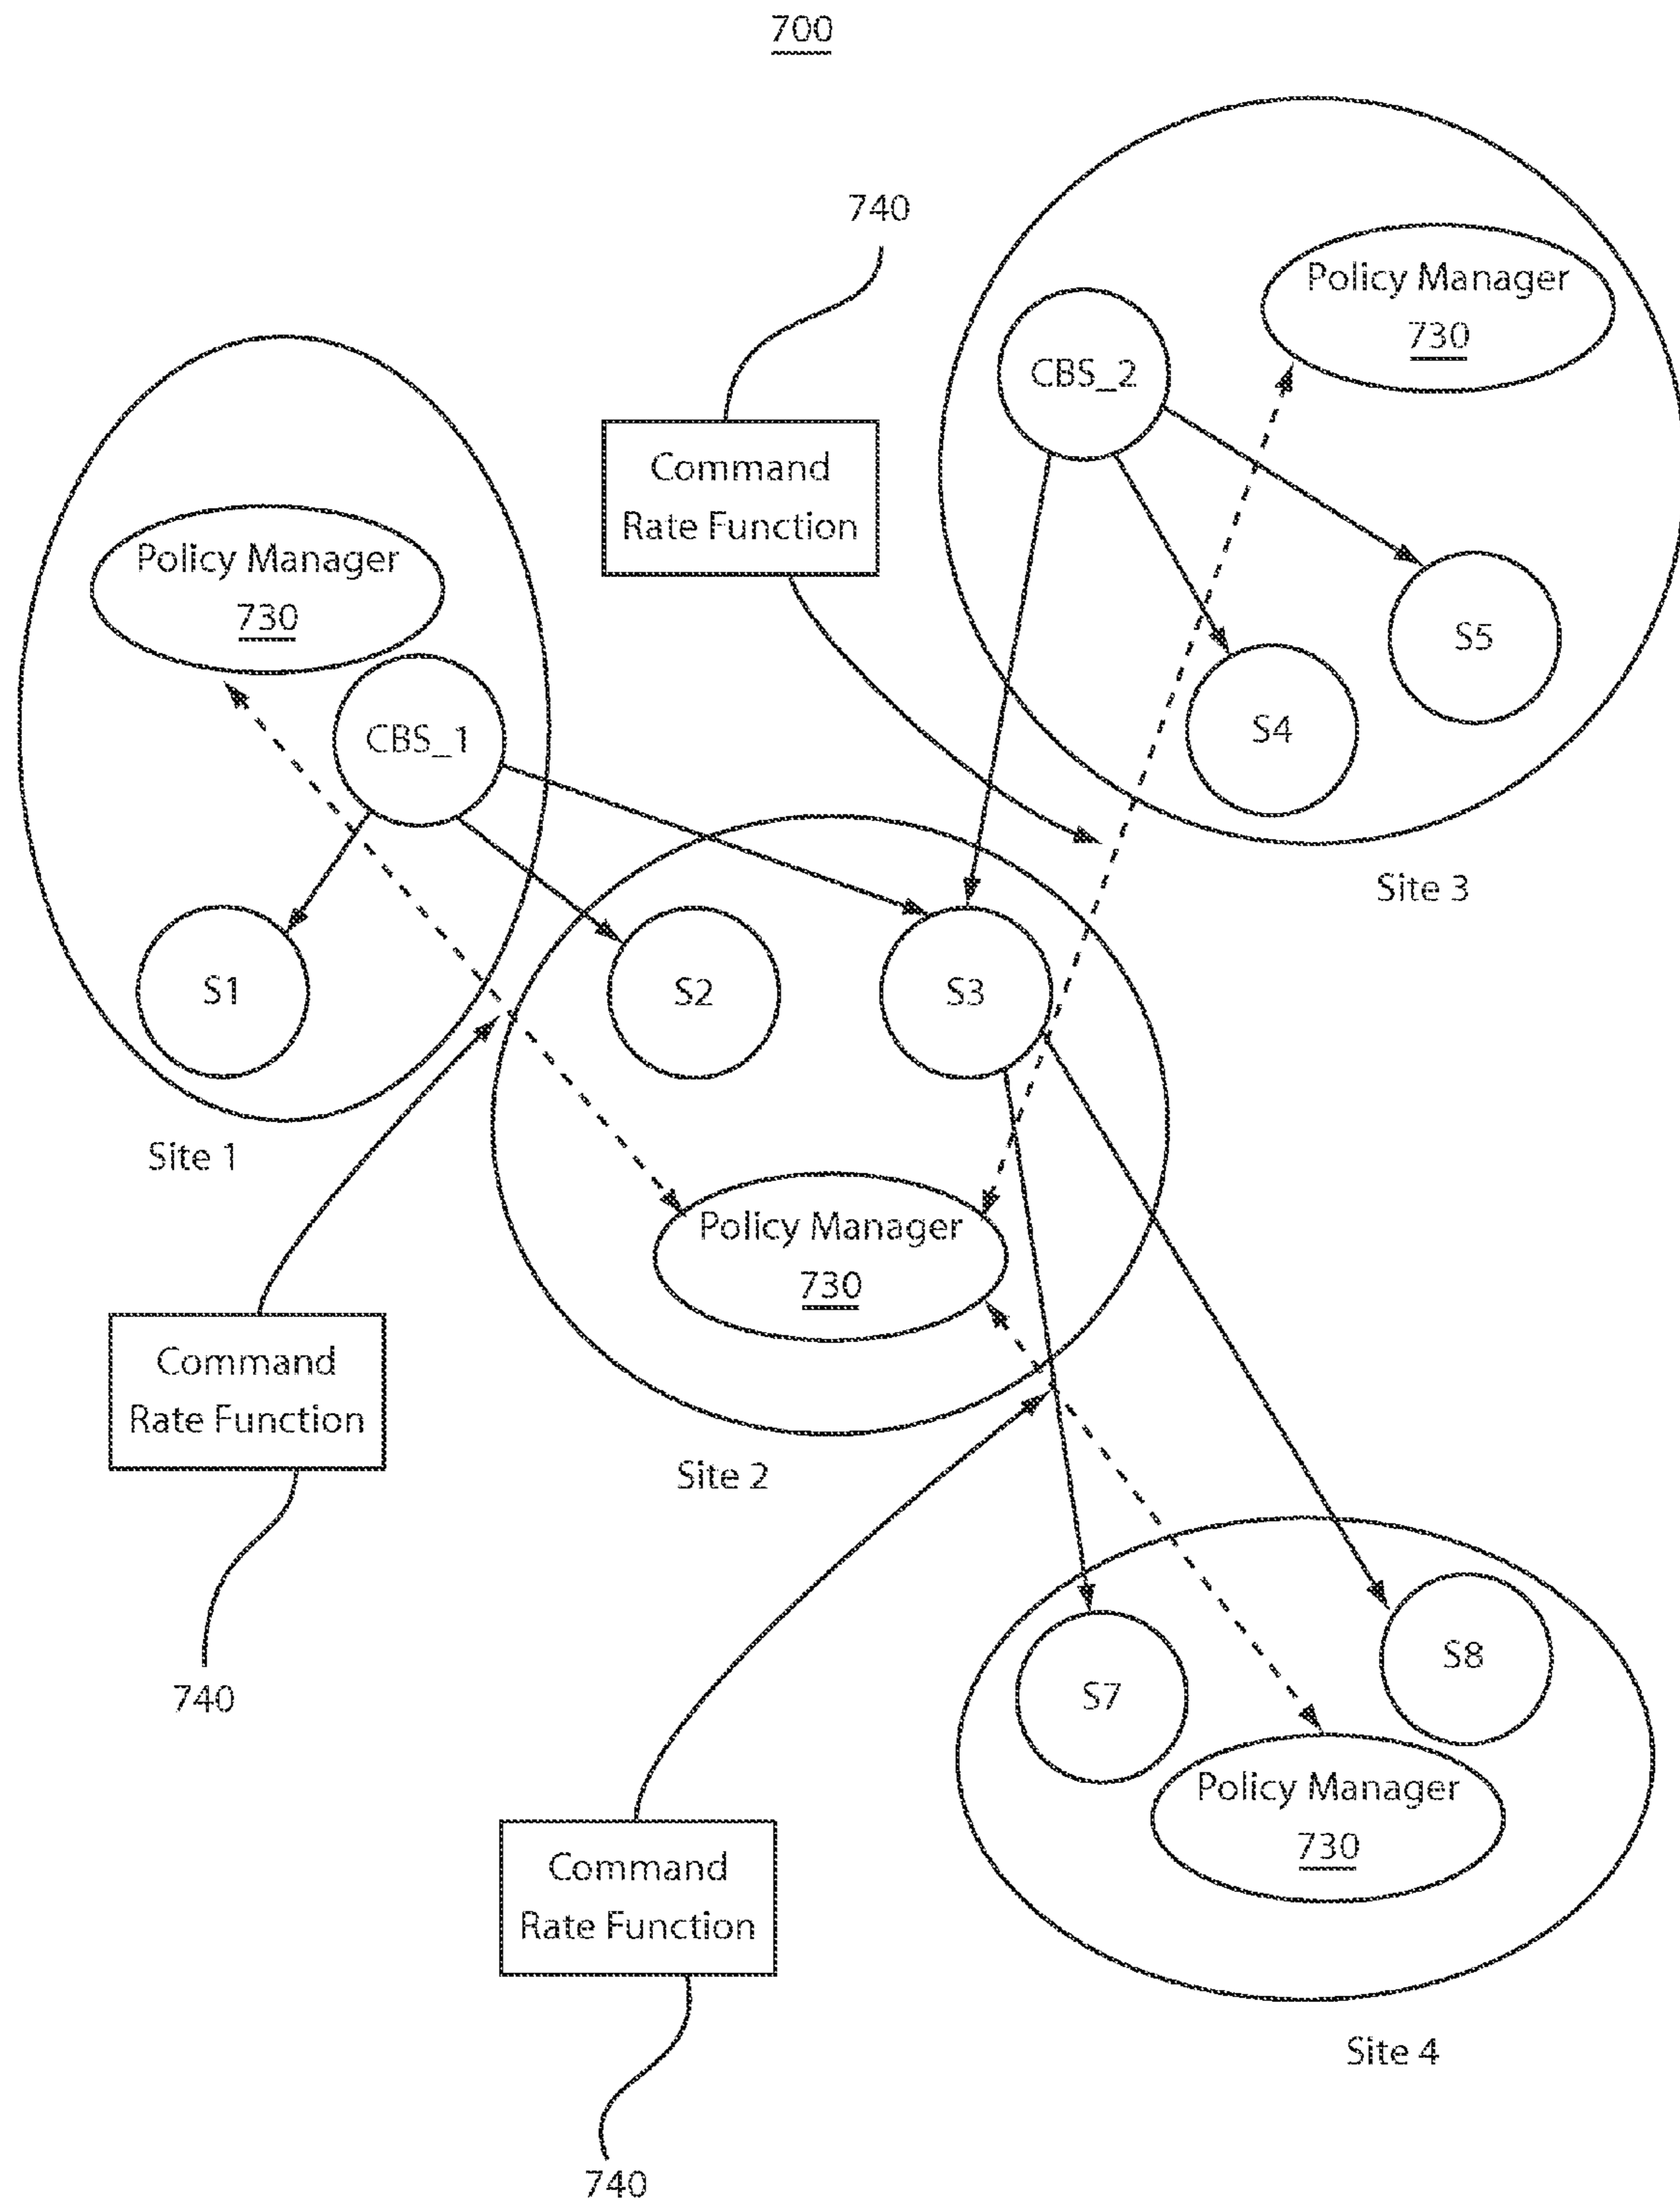 700
740
Policy Manager
730
CBS_2
Command
Rate Function
Policy Manager
730
S5
S4
CBS_1
Site 3
S1
S2
S3
Site 1
Policy Manager
730
Command
Rate Function
Site 2
740
S7
S8
Policy Manager
730
Command
Rate Function
Site 4
740